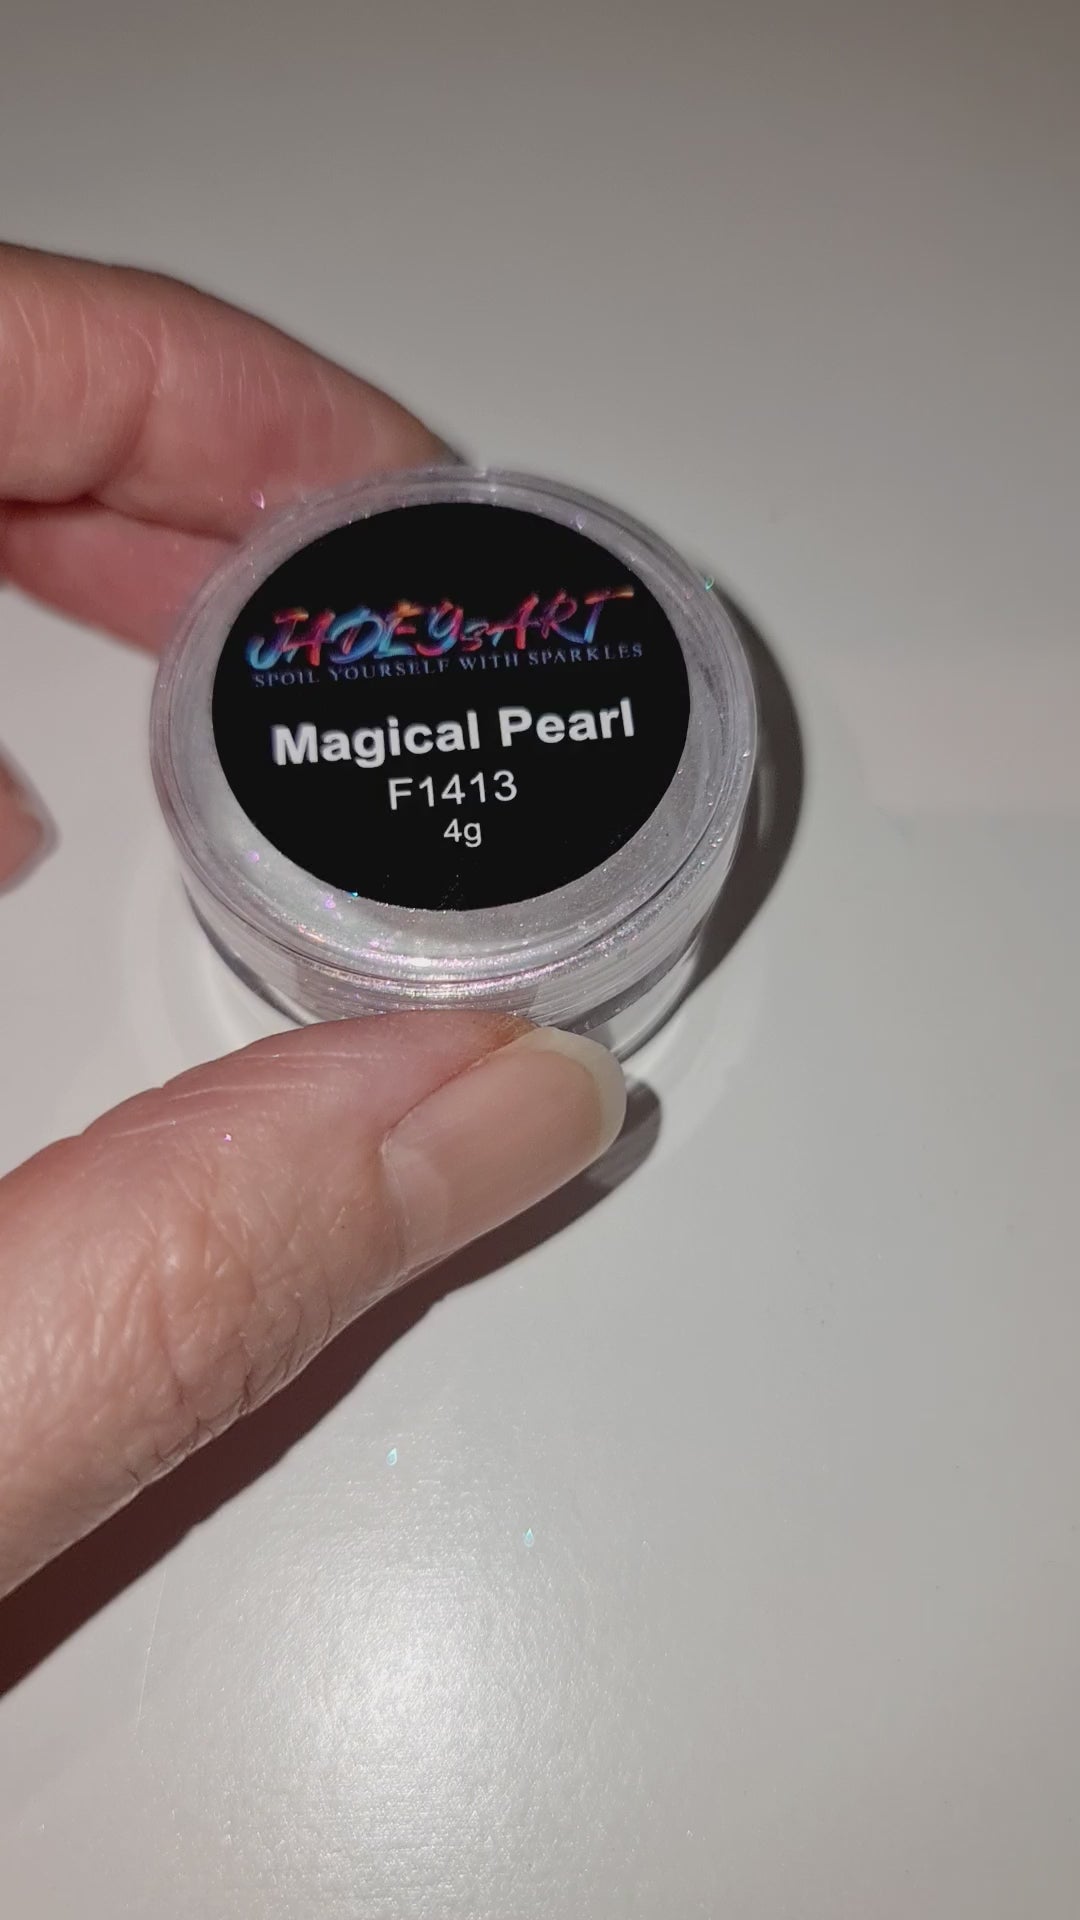 JADEYsART
SPOIL YOURSELF WITH SPARKLES
Magical Pearl
F1413
4g